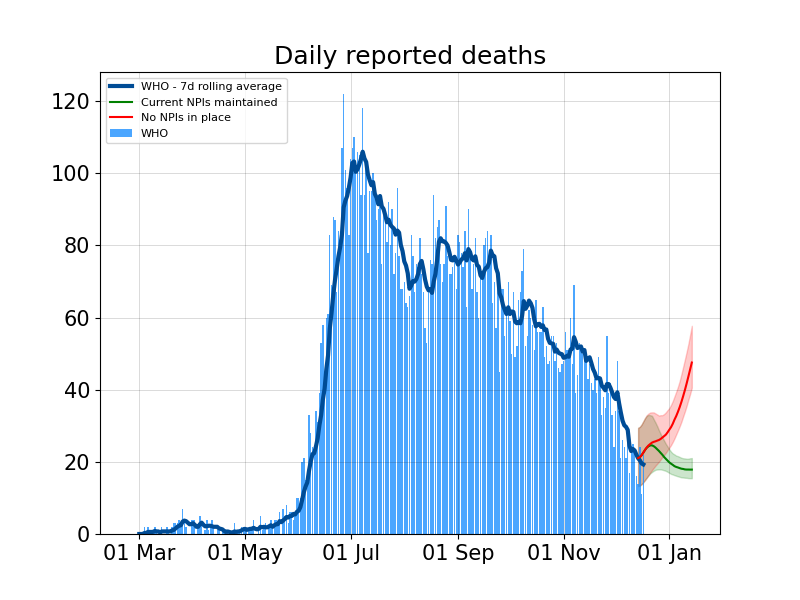 Daily reported deaths
WHO - 7d rolling average
Current NPIs maintained
No NPIs in place
WHO
120
100
80
60
40
20
0
01 Mar
01 May
01 Jul
01 Sep
01 Nov
01 Jan